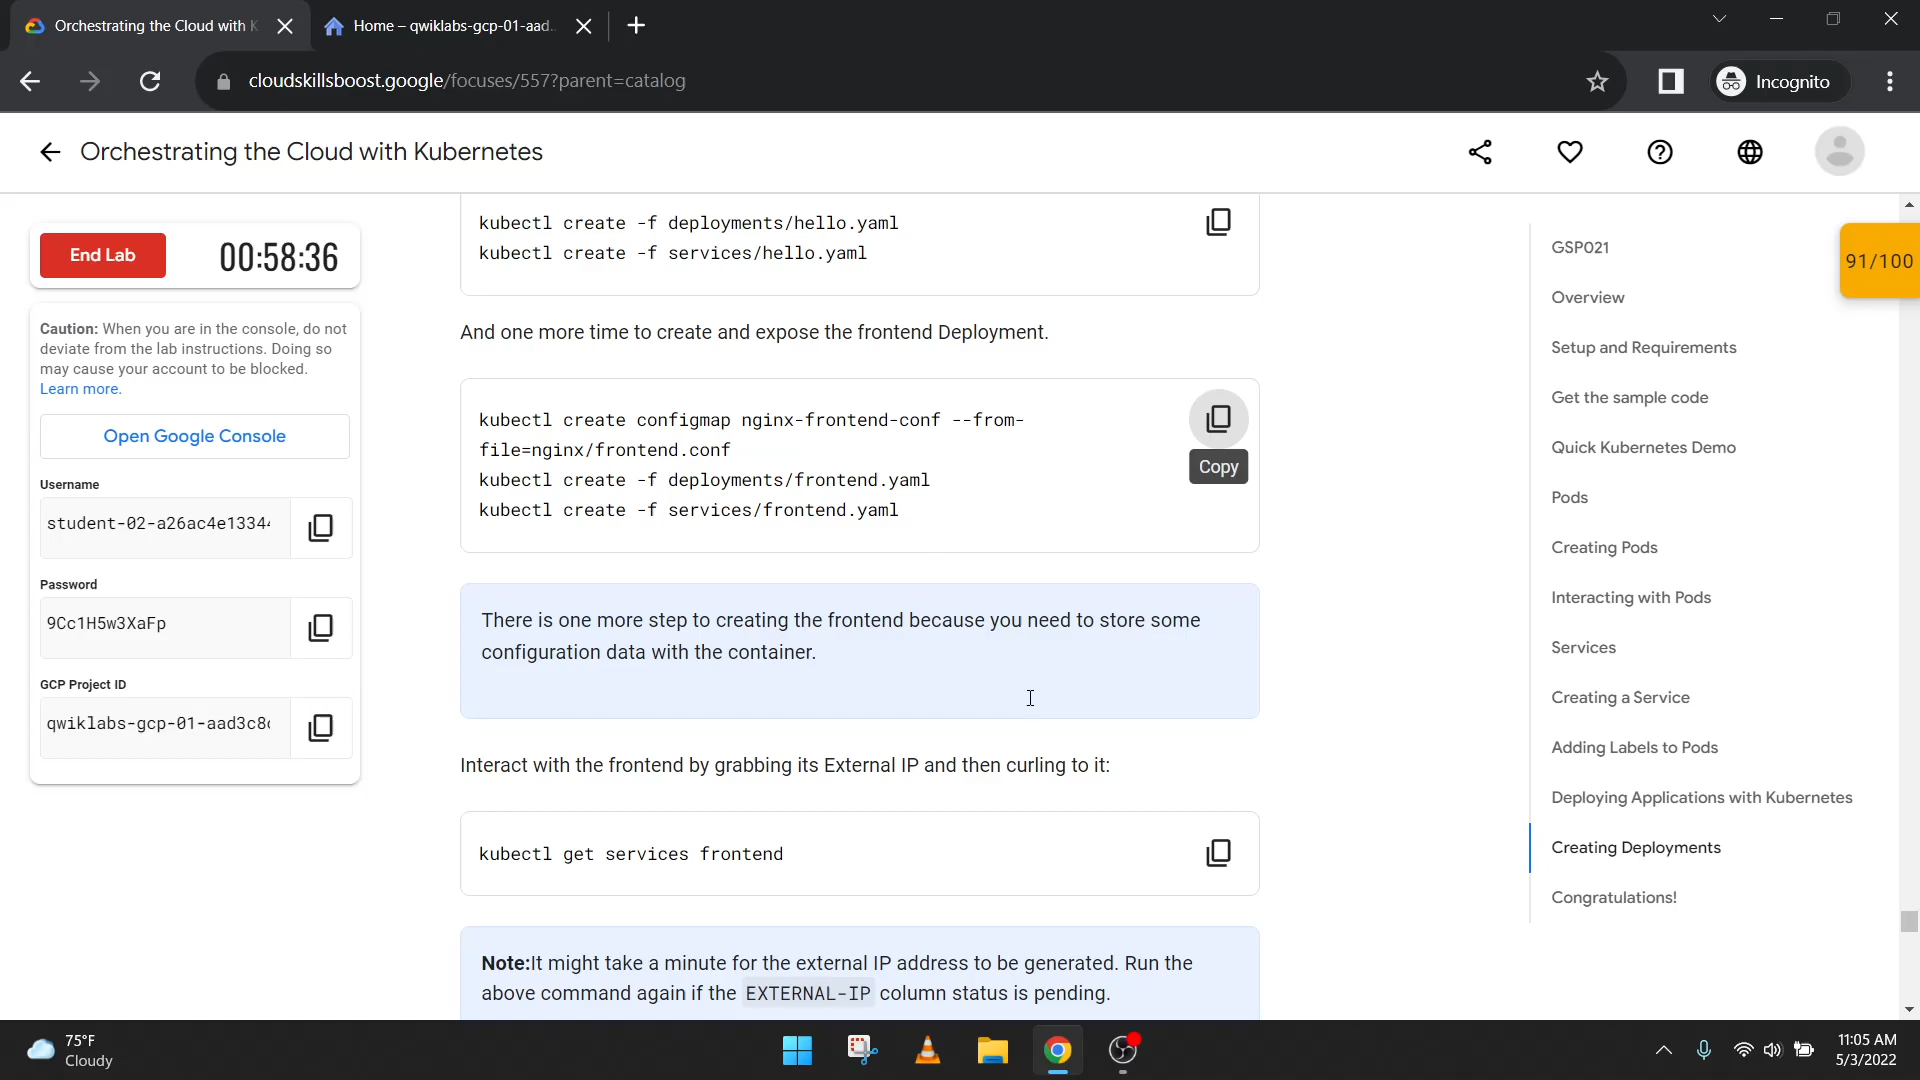 Orchestrating the Cloud with K
Home – qwiklabs-gcp-01-aad..
cloudskillsboost.google/focuses/557?parent=catalog
Incognito
Orchestrating the Cloud with Kubernetes
End Lab
00:58:36
Caution: When you are in the console, do not
deviate from the lab instructions. Doing so
may cause your account to be blocked.
Learn more.
Open Google Console
Username
student-02-a26ac4e1334
Password
9Cc1H5w3XaFp
GCP Project ID
qwiklabs-gcp-01-aad3c8
kubectl create -f deployments/hello.yaml
kubectl create -f services/hello.yaml
And one more time to create and expose the frontend Deployment.
kubectl create configmap nginx-frontend-conf --from-
file=nginx/frontend.conf
kubectl create -f deployments/frontend.yaml
kubectl create -f services/frontend.yaml
Copy
There is one more step to creating the frontend because you need to store some
configuration data with the container.
Interact with the frontend by grabbing its External IP and then curling to it:
kubectl get services frontend
Note:It might take a minute for the external IP address to be generated. Run the
above command again if the EXTERNAL-IP column status is pending.
GSP021
Overview
Setup and Requirements
Get the sample code
Quick Kubernetes Demo
Pods
Creating Pods
Interacting with Pods
Services
Creating a Service
Adding Labels to Pods
Deploying Applications with Kubernetes
Creating Deployments
Congratulations!
91/100
75°F
Cloudy
11:05 AM
5/3/2022